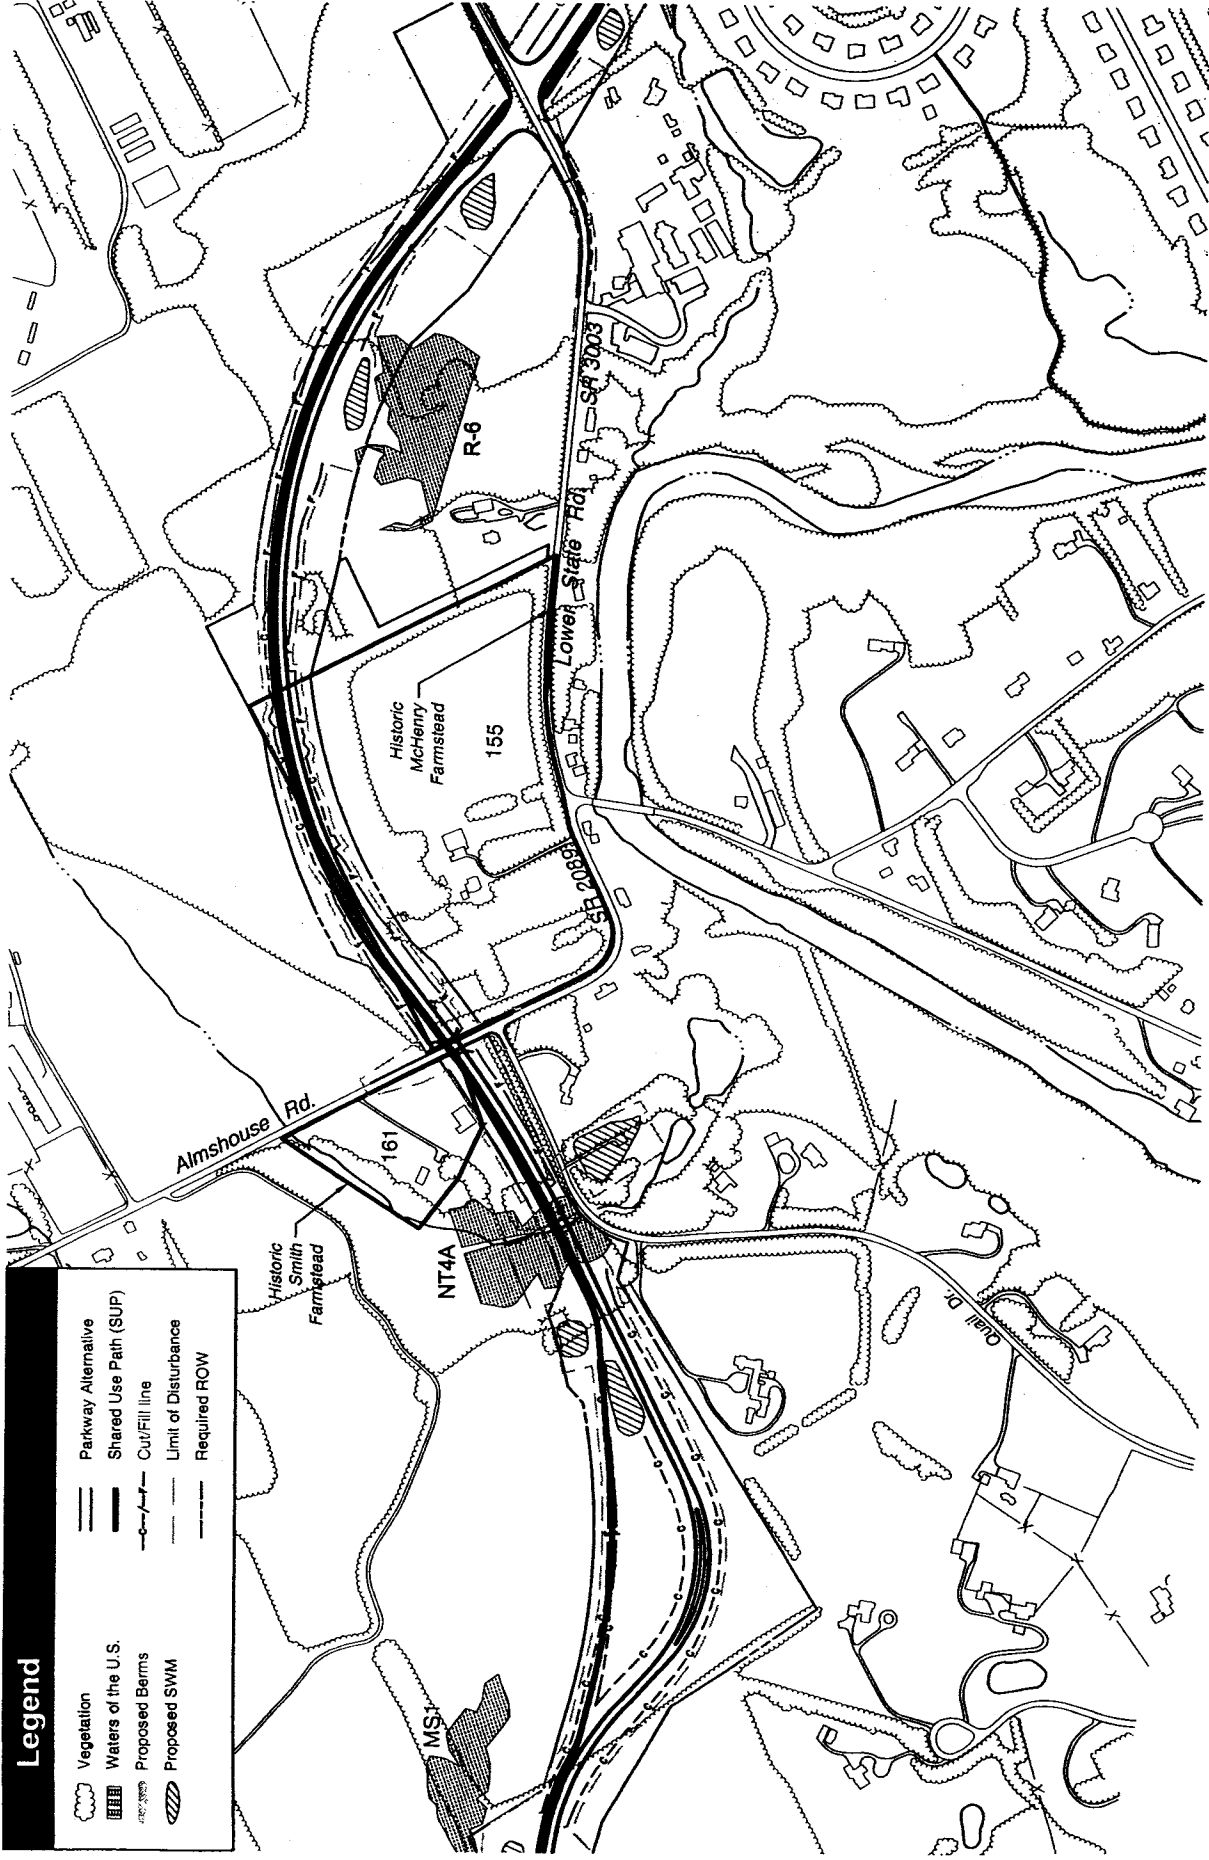 Legend
Vegetation
Waters of the U.S.
Proposed Berms
Proposed SWM
Parkway Alternative
Shared Use Path (SUP)
Cut/Fill line
Limit of Disturbance
Required ROW
MS1
NT4A
Historic
Smith
Farmstead
161
Almshouse Rd.
Quail Dr.
SR 2089
155
Historic
McHenry
Farmstead
Lower State Rd.
SR 3003
R-6